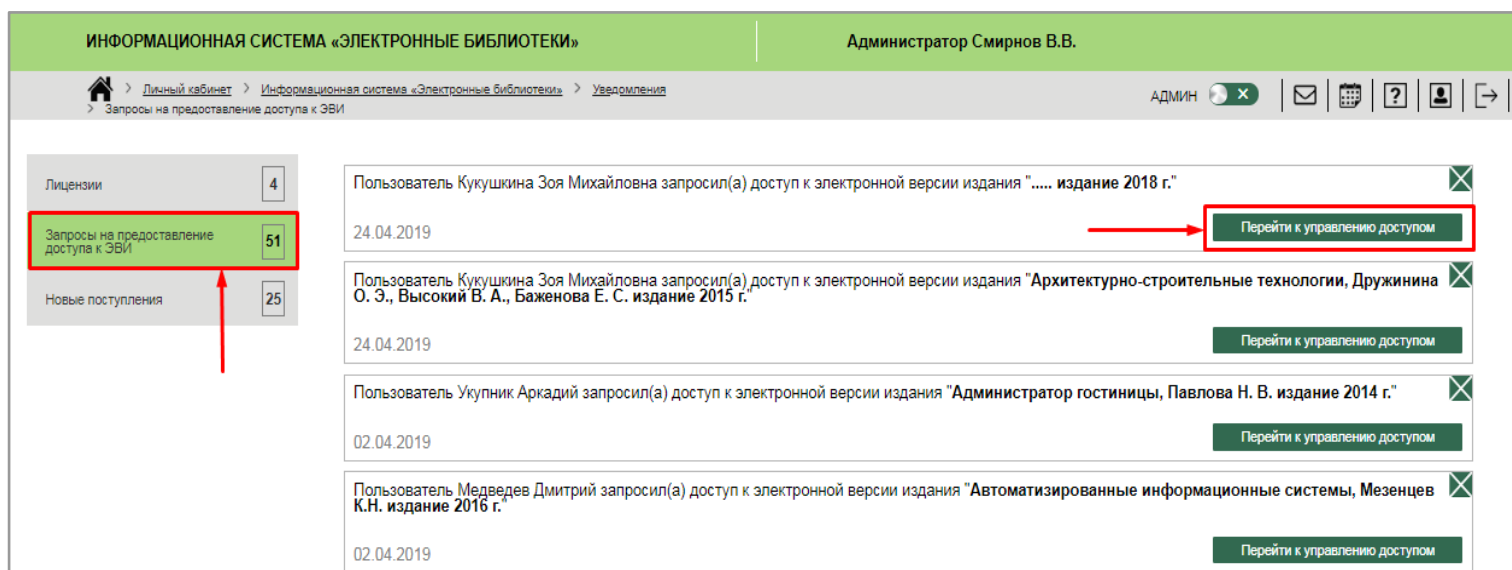 ИНФОРМАЦИОННАЯ СИСТЕМА «ЭЛЕКТРОННЫЕ БИБЛИОТЕКИ»
Администратор Смирнов В.В.
> Личный кабинет > Информационная система «Электронные библиотеки» > Уведомления
> Запросы на предоставление доступа к ЭВИ
АДМИН
Лицензии 4
Запросы на предоставление
доступа к ЭВИ
51
Новые поступления 25
Пользователь Кукушкина Зоя Михайловна запросил(а) доступ к электронной версии издания "..... издание 2018 г."
24.04.2019
Перейти к управлению доступом
Пользователь Кукушкина Зоя Михайловна запросил(а) доступ к электронной версии издания "Архитектурно-строительные технологии, Дружинина
О. Э., Высокий В. А., Баженова Е. С. издание 2015 г."
24.04.2019
Перейти к управлению доступом
Пользователь Укупник Аркадий запросил(а) доступ к электронной версии издания "Администратор гостиницы, Павлова Н. В. издание 2014 г."
02.04.2019
Перейти к управлению доступом
Пользователь Медведев Дмитрий запросил(а) доступ к электронной версии издания "Автоматизированные информационные системы, Мезенцев
К.Н. издание 2016 г."
02.04.2019
Перейти к управлению доступом